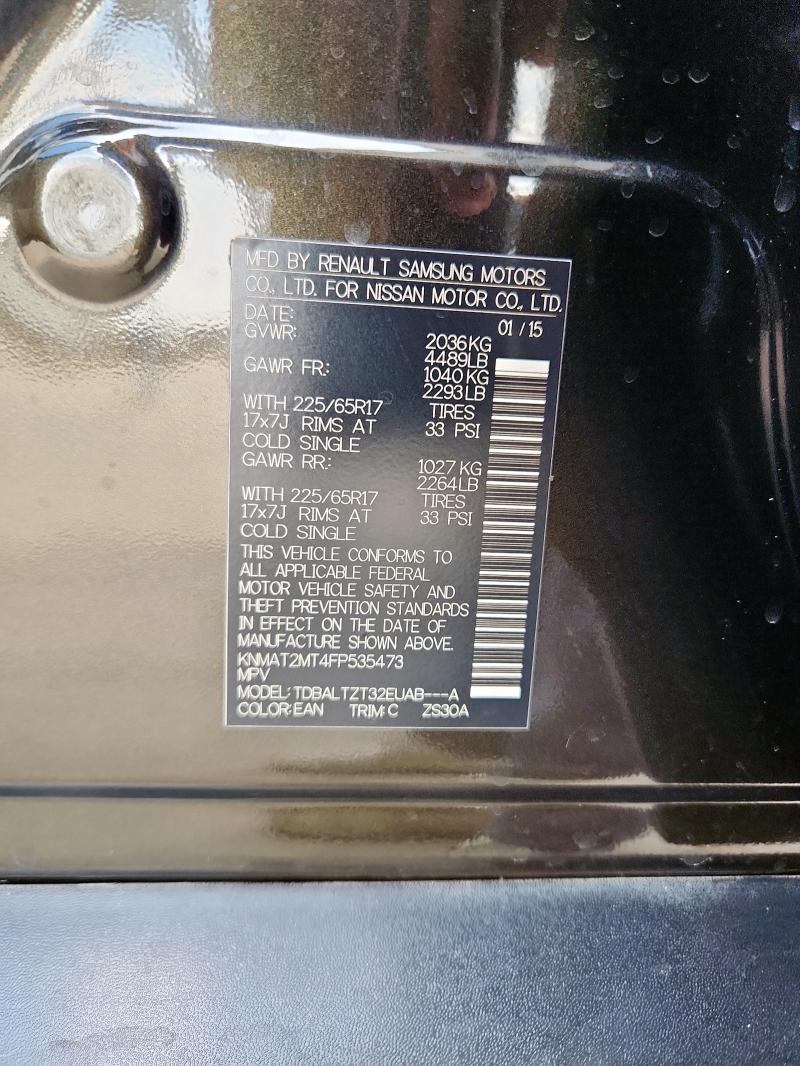 MFD BY RENAULT SAMSUNG MOTORS
CO., LTD. FOR NISSAN MOTOR CO., LTD.
DATE: 01 / 15
GVWR: 2036KG
4489LB
GAWR FR: 1040KG
2293LB
WITH 225/65R17 TIRES
17x7J RIMS AT 33 PSI
COLD SINGLE
GAWR RR: 1027KG
2264LB
WITH 225/65R17 TIRES
17x7J RIMS AT 33 PSI
COLD SINGLE
THIS VEHICLE CONFORMS TO
ALL APPLICABLE FEDERAL
MOTOR VEHICLE SAFETY AND
THEFT PREVENTION STANDARDS
IN EFFECT ON THE DATE OF
MANUFACTURE SHOWN ABOVE.
KNMAT2MT4FP535473
MPV
MODEL: TDBALTZT32EUAB---A
COLOR: EAN TRIM: C ZS30A